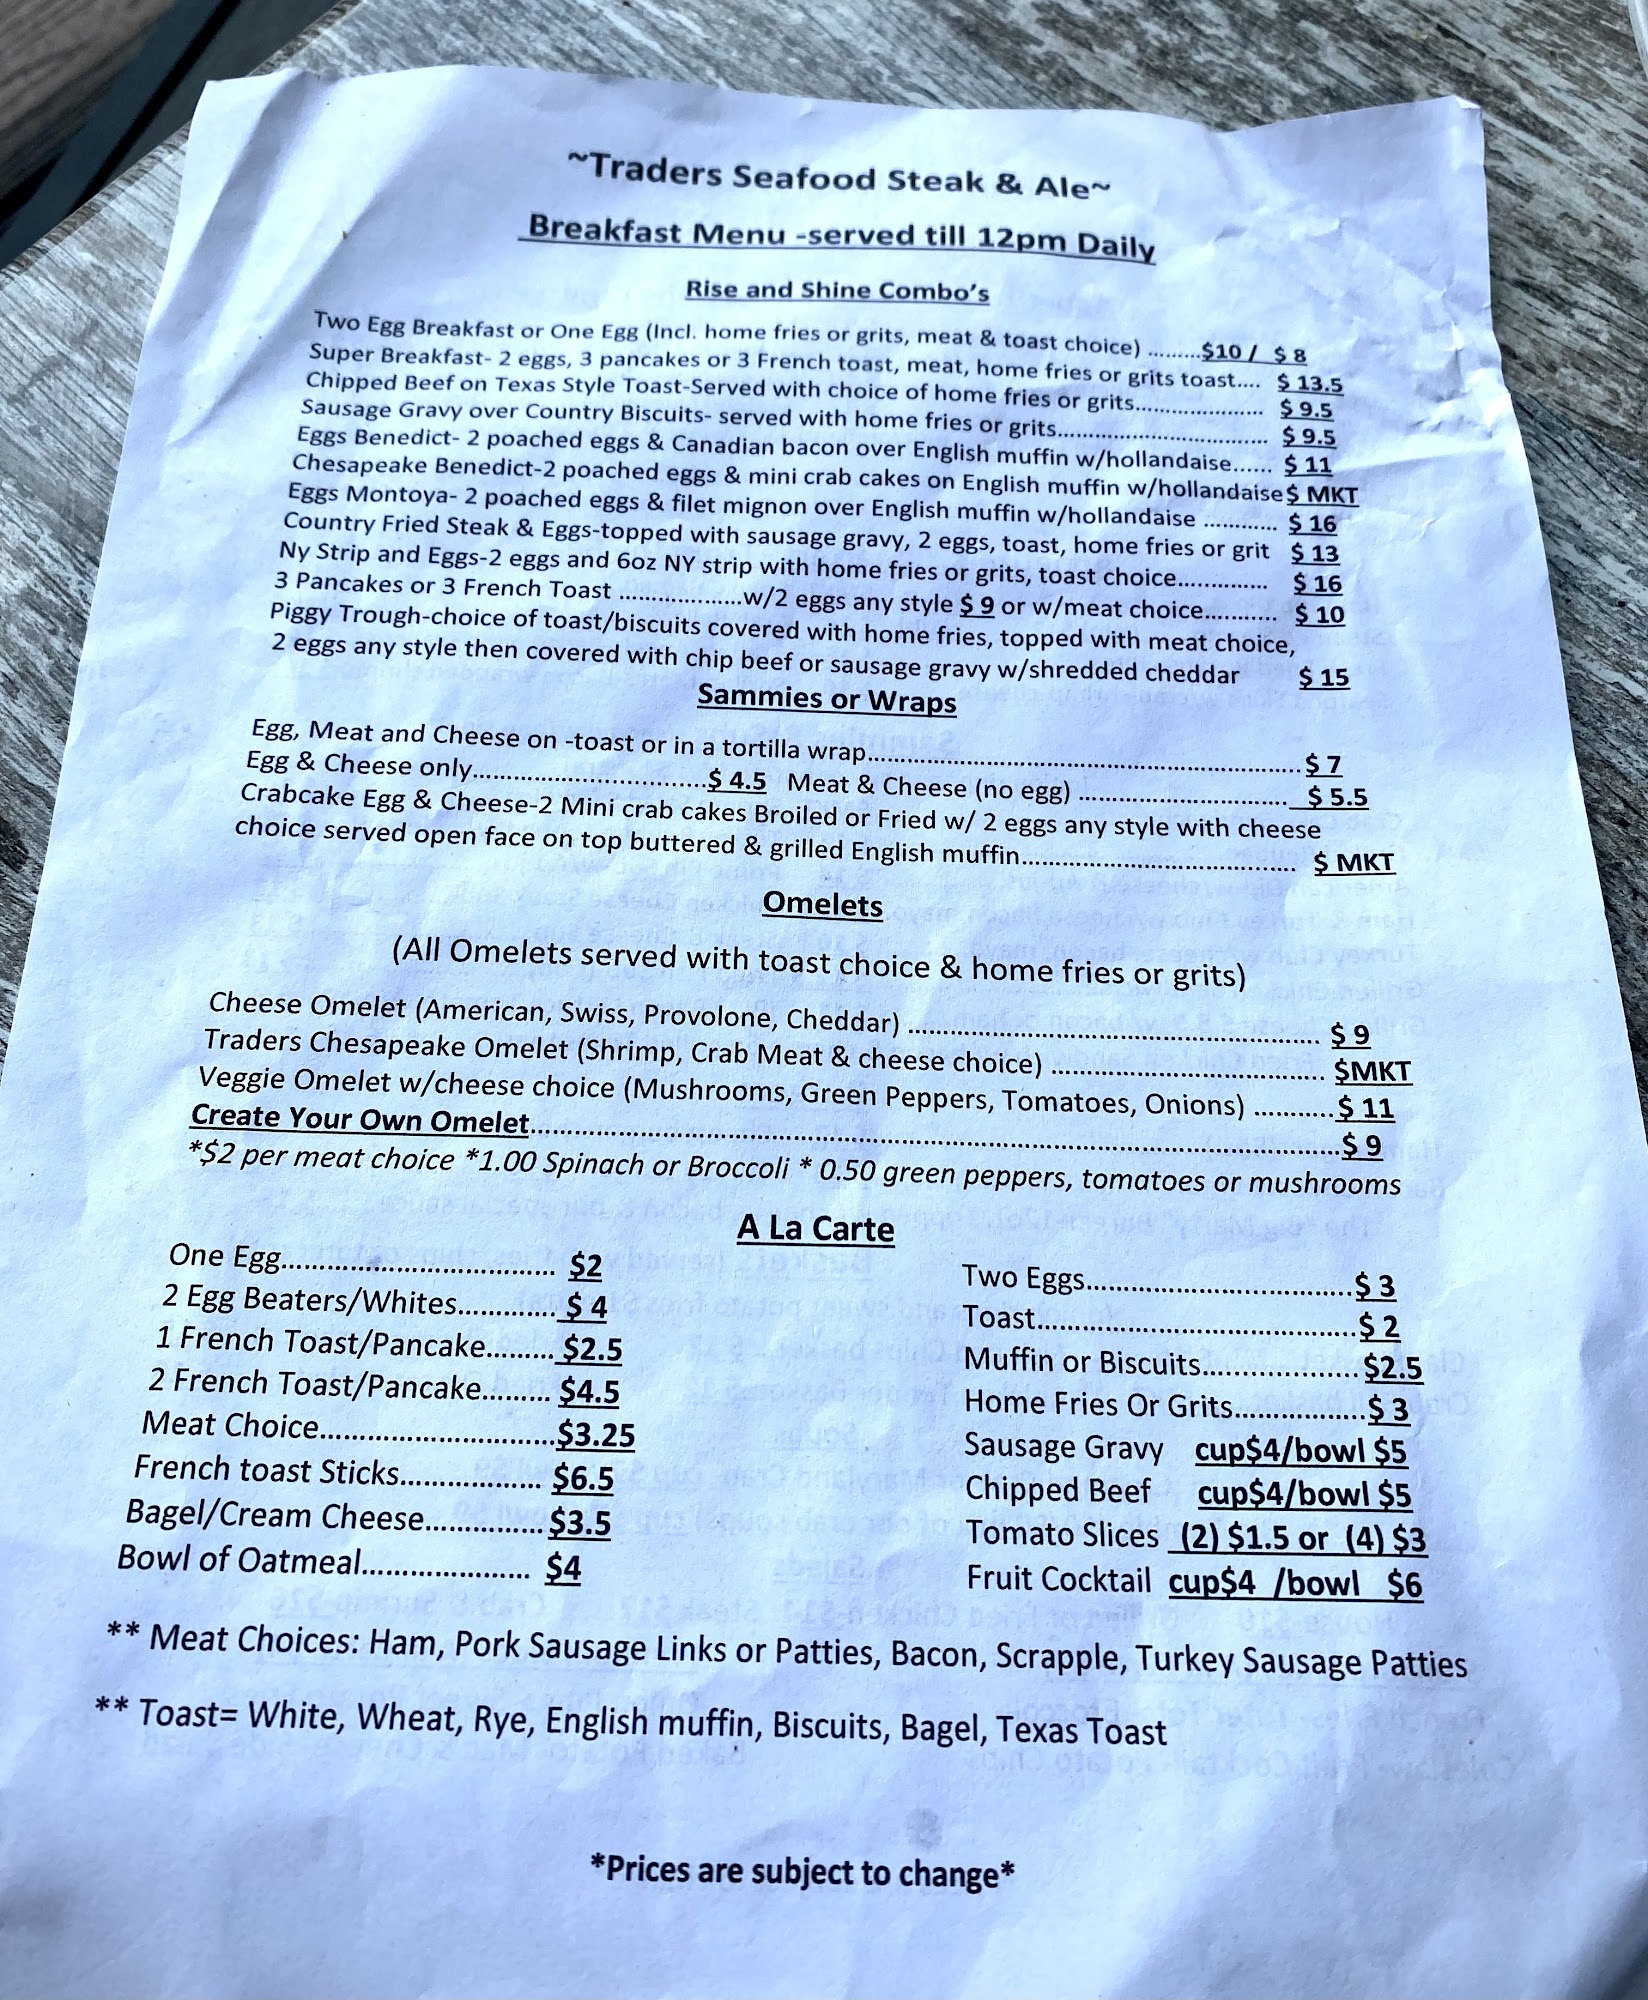 ~Traders Seafood Steak & Ale~
Breakfast Menu -served till 12pm Daily
Rise and Shine Combo's
Two Egg Breakfast or One Egg (Incl. home fries or grits, meat & toast choice) .........$10 / $ 8
Super Breakfast- 2 eggs, 3 pancakes or 3 French toast, meat, home fries or grits toast.... $ 13.5
Chipped Beef on Texas Style Toast-Served with choice of home fries or grits..................... $ 9.5
Sausage Gravy over Country Biscuits- served with home fries or grits................................... $ 9.5
Eggs Benedict- 2 poached eggs & Canadian bacon over English muffin w/hollandaise...... $ 11
Chesapeake Benedict-2 poached eggs & mini crab cakes on English muffin w/hollandaise$ MKT
Eggs Montoya- 2 poached eggs & filet mignon over English muffin w/hollandaise ............ $ 16
Country Fried Steak & Eggs-topped with sausage gravy, 2 eggs, toast, home fries or grit $ 13
Ny Strip and Eggs-2 eggs and 6oz NY strip with home fries or grits, toast choice.............. $ 16
3 Pancakes or 3 French Toast ...................w/2 eggs any style $ 9 or w/meat choice........... $ 10
Piggy Trough-choice of toast/biscuits covered with home fries, topped with meat choice,
2 eggs any style then covered with chip beef or sausage gravy w/shredded cheddar $ 15
Sammies or Wraps
Egg, Meat and Cheese on -toast or in a tortilla wrap.................................................................. $ 7
Egg & Cheese only...................................$ 4.5 Meat & Cheese (no egg) ............................... $ 5.5
Crabcake Egg & Cheese-2 Mini crab cakes Broiled or Fried w/ 2 eggs any style with cheese
choice served open face on top buttered & grilled English muffin......................................... $ MKT
Omelets
(All Omelets served with toast choice & home fries or grits)
Cheese Omelet (American, Swiss, Provolone, Cheddar) .............................................................. $ 9
Traders Chesapeake Omelet (Shrimp, Crab Meat & cheese choice) ......................................... $MKT
Veggie Omelet w/cheese choice (Mushrooms, Green Peppers, Tomatoes, Onions) ............$ 11
Create Your Own Omelet.....................................................................................................................$ 9
*$2 per meat choice *1.00 Spinach or Broccoli * 0.50 green peppers, tomatoes or mushrooms
A La Carte
One Egg................................... $2
2 Egg Beaters/Whites............. $ 4
1 French Toast/Pancake......... $2.5
2 French Toast/Pancake......... $4.5
Meat Choice..............................$3.25
French toast Sticks.................. $6.5
Bagel/Cream Cheese...............$3.5
Bowl of Oatmeal...................... $4
Two Eggs..................................$ 3
Toast.........................................$ 2
Muffin or Biscuits.................... $2.5
Home Fries Or Grits.................$ 3
Sausage Gravy cup$4/bowl $5
Chipped Beef cup$4/bowl $5
Tomato Slices (2) $1.5 or (4) $3
Fruit Cocktail cup$4 /bowl $6
** Meat Choices: Ham, Pork Sausage Links or Patties, Bacon, Scrapple, Turkey Sausage Patties
** Toast= White, Wheat, Rye, English muffin, Biscuits, Bagel, Texas Toast
*Prices are subject to change*